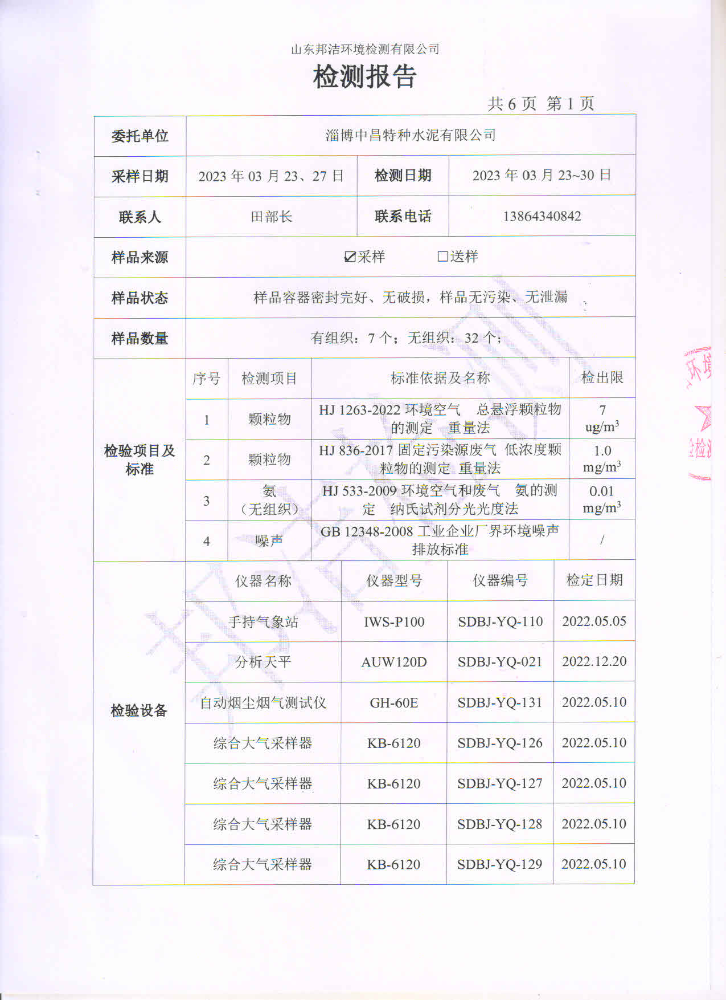 山东邦洁环境检测有限公司
检测报告
共 6 页 第 1 页
委托单位 淄博中昌特种水泥有限公司
采样日期 2023 年 03 月 23、27 日 检测日期 2023 年 03 月 23~30 日
联系人 田部长 联系电话 13864340842
样品来源 ☑采样 □送样
样品状态 样品容器密封完好、无破损，样品无污染、无泄漏
样品数量 有组织：7 个；无组织：32 个；
检验项目及
标准
序号 检测项目 标准依据及名称 检出限
1 颗粒物 HJ 1263-2022 环境空气 总悬浮颗粒物
的测定 重量法
7
ug/m³
2 颗粒物 HJ 836-2017 固定污染源废气 低浓度颗
粒物的测定 重量法
1.0
mg/m³
3 氨
（无组织）
HJ 533-2009 环境空气和废气 氨的测
定 纳氏试剂分光光度法
0.01
mg/m³
4 噪声 GB 12348-2008 工业企业厂界环境噪声
排放标准
/
检验设备
仪器名称 仪器型号 仪器编号 检定日期
手持气象站 IWS-P100 SDBJ-YQ-110 2022.05.05
分析天平 AUW120D SDBJ-YQ-021 2022.12.20
自动烟尘烟气测试仪 GH-60E SDBJ-YQ-131 2022.05.10
综合大气采样器 KB-6120 SDBJ-YQ-126 2022.05.10
综合大气采样器 KB-6120 SDBJ-YQ-127 2022.05.10
综合大气采样器 KB-6120 SDBJ-YQ-128 2022.05.10
综合大气采样器 KB-6120 SDBJ-YQ-129 2022.05.10
邦洁检测
环境
检测